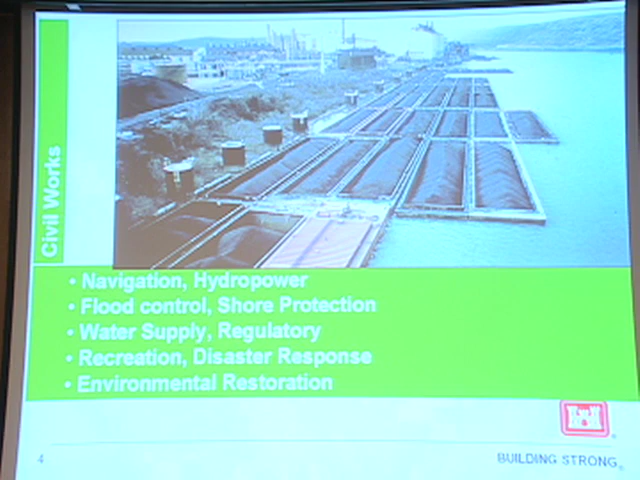 Civil Works
• Navigation, Hydropower
• Flood control, Shore Protection
• Water Supply, Regulatory
• Recreation, Disaster Response
• Environmental Restoration
4
BUILDING STRONG®